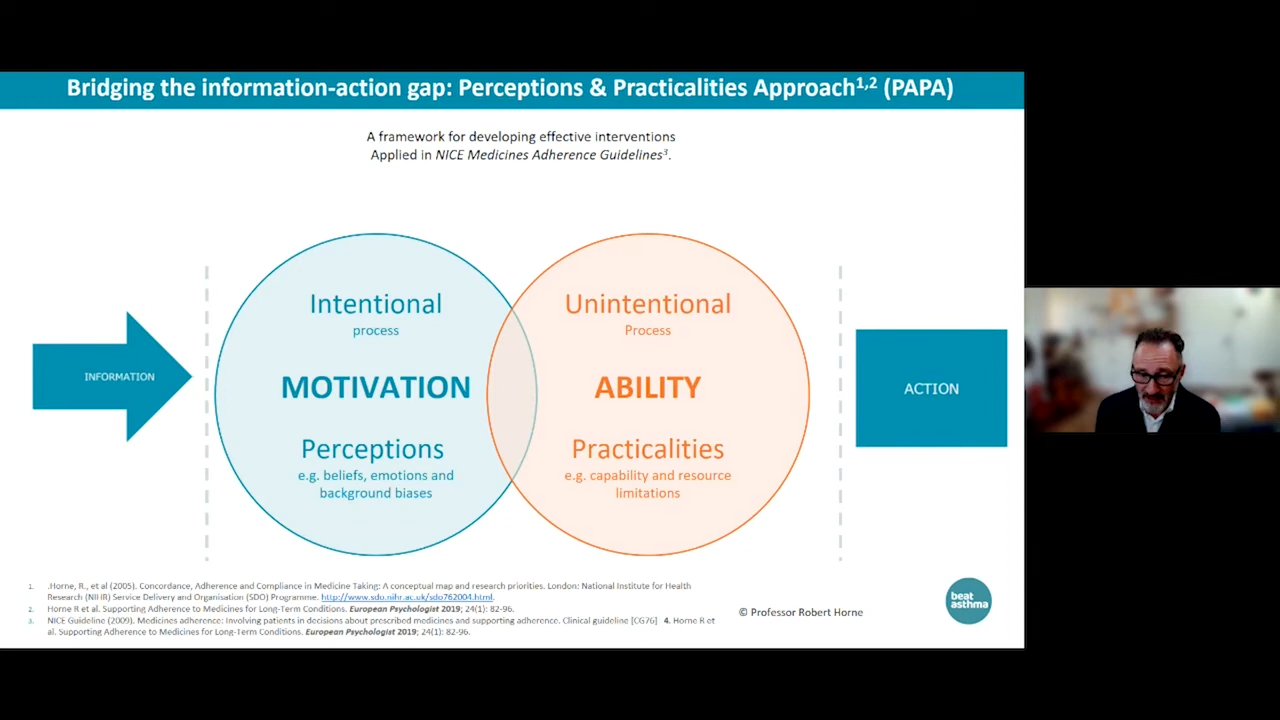 Bridging the information-action gap: Perceptions & Practicalities Approach1,2 (PAPA)
A framework for developing effective interventions
Applied in NICE Medicines Adherence Guidelines3.
INFORMATION
Intentional
process
MOTIVATION
Perceptions
e.g. beliefs, emotions and
background biases
Unintentional
Process
ABILITY
Practicalities
e.g. capability and resource
limitations
ACTION
1. .Horne, R., et al (2005). Concordance, Adherence and Compliance in Medicine Taking: A conceptual map and research priorities. London: National Institute for Health
Research (NIHR) Service Delivery and Organisation (SDO) Programme. http://www.sdo.nihr.ac.uk/sdo762004.html.
2. Horne R et al. Supporting Adherence to Medicines for Long-Term Conditions. European Psychologist 2019; 24(1): 82-96.
3. NICE Guideline (2009). Medicines adherence: Involving patients in decisions about prescribed medicines and supporting adherence. Clinical guideline [CG76] 4. Horne R et
al. Supporting Adherence to Medicines for Long-Term Conditions. European Psychologist 2019; 24(1): 82-96.
© Professor Robert Horne
beat
asthma